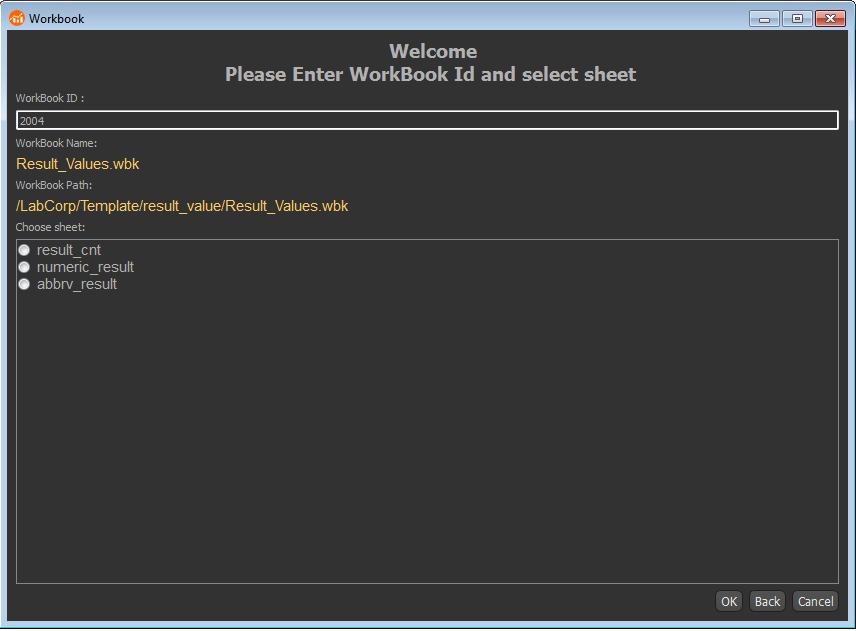 Workbook
Welcome
Please Enter WorkBook Id and select sheet
WorkBook ID :
2004
WorkBook Name:
Result_Values.wbk
WorkBook Path:
/LabCorp/Template/result_value/Result_Values.wbk
Choose sheet:
result_cnt
numeric_result
abbrv_result
OK Back Cancel